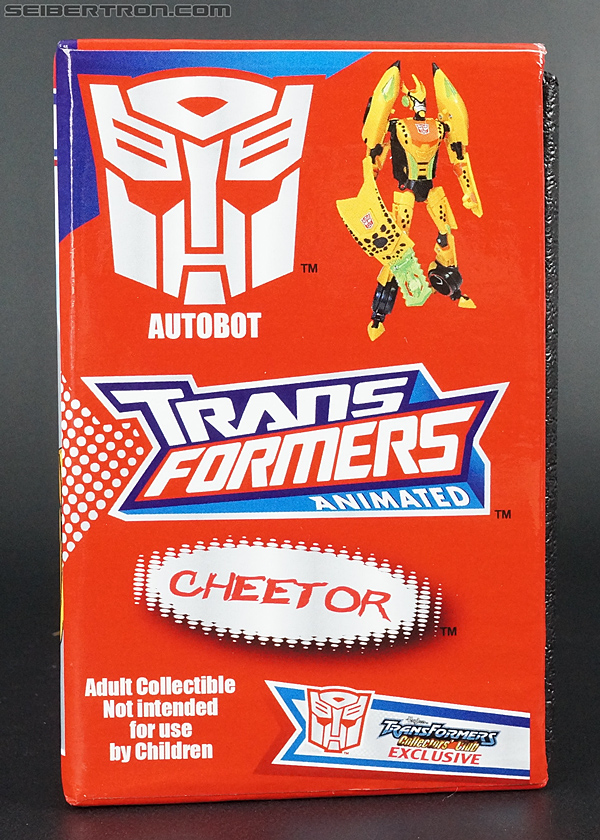 SEIBERTRON.COM
TM
AUTOBOT
TRANS
FORMERS
ANIMATED
TM
CHEETOR
TM
Adult Collectible
Not intended
for use
by Children
TRANSFORMERS
Collectors' Club
EXCLUSIVE
TM